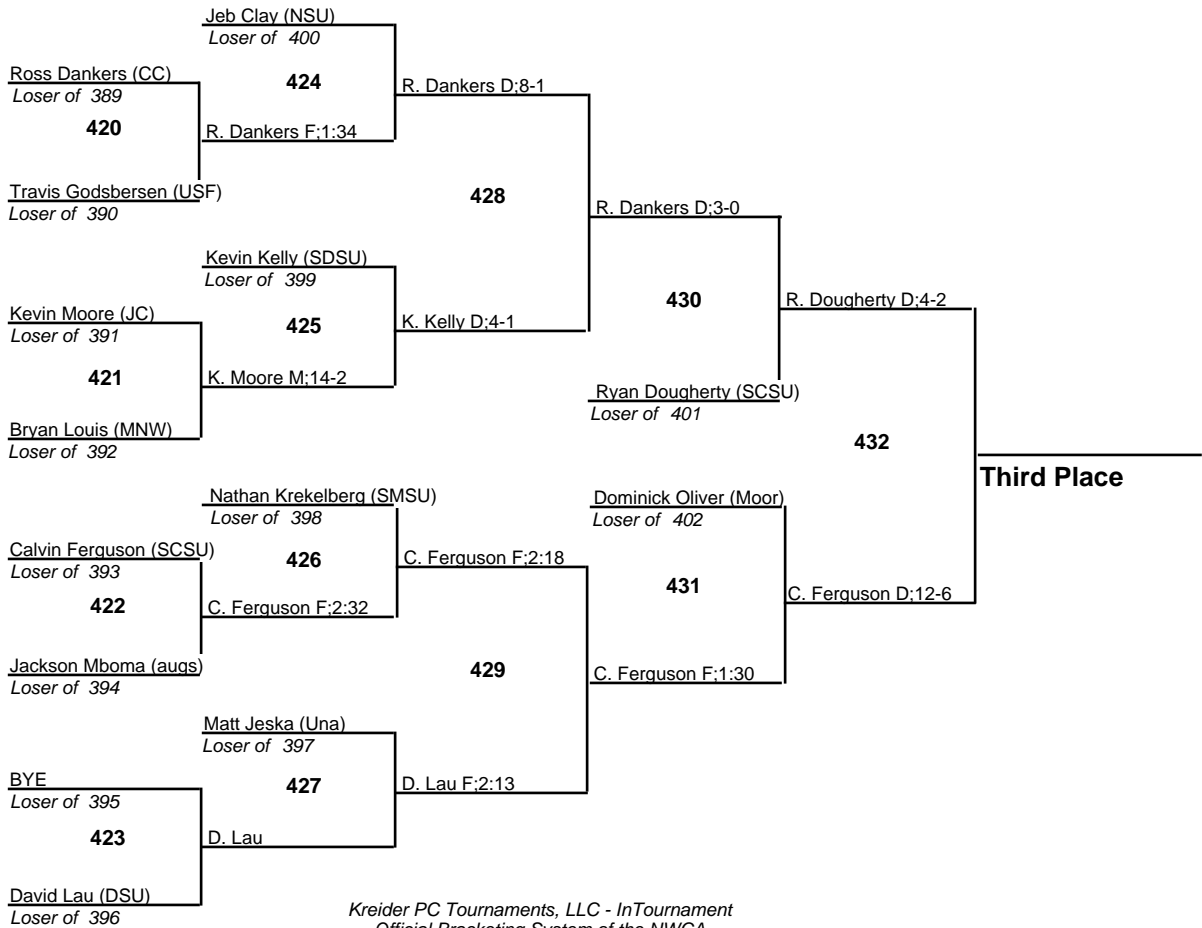 Jeb Clay (NSU)
Loser of 400
Ross Dankers (CC)
Loser of 389
424
R. Dankers D;8-1
420
R. Dankers F;1:34
Travis Godsbersen (USF)
Loser of 390
428
R. Dankers D;3-0
Kevin Kelly (SDSU)
Loser of 399
Kevin Moore (JC)
Loser of 391
425
K. Kelly D;4-1
430
R. Dougherty D;4-2
421
K. Moore M;14-2
Ryan Dougherty (SCSU)
Loser of 401
Bryan Louis (MNW)
Loser of 392
432
Third Place
Nathan Krekelberg (SMSU)
Loser of 398
Dominick Oliver (Moor)
Loser of 402
Calvin Ferguson (SCSU)
Loser of 393
426
C. Ferguson F;2:18
431
C. Ferguson D;12-6
422
C. Ferguson F;2:32
Jackson Mboma (augs)
Loser of 394
429
C. Ferguson F;1:30
Matt Jeska (Una)
Loser of 397
BYE
Loser of 395
427
D. Lau F;2:13
423
D. Lau
David Lau (DSU)
Loser of 396
Kreider PC Tournaments, LLC - InTournament
Official Bracketing System of the NWCA